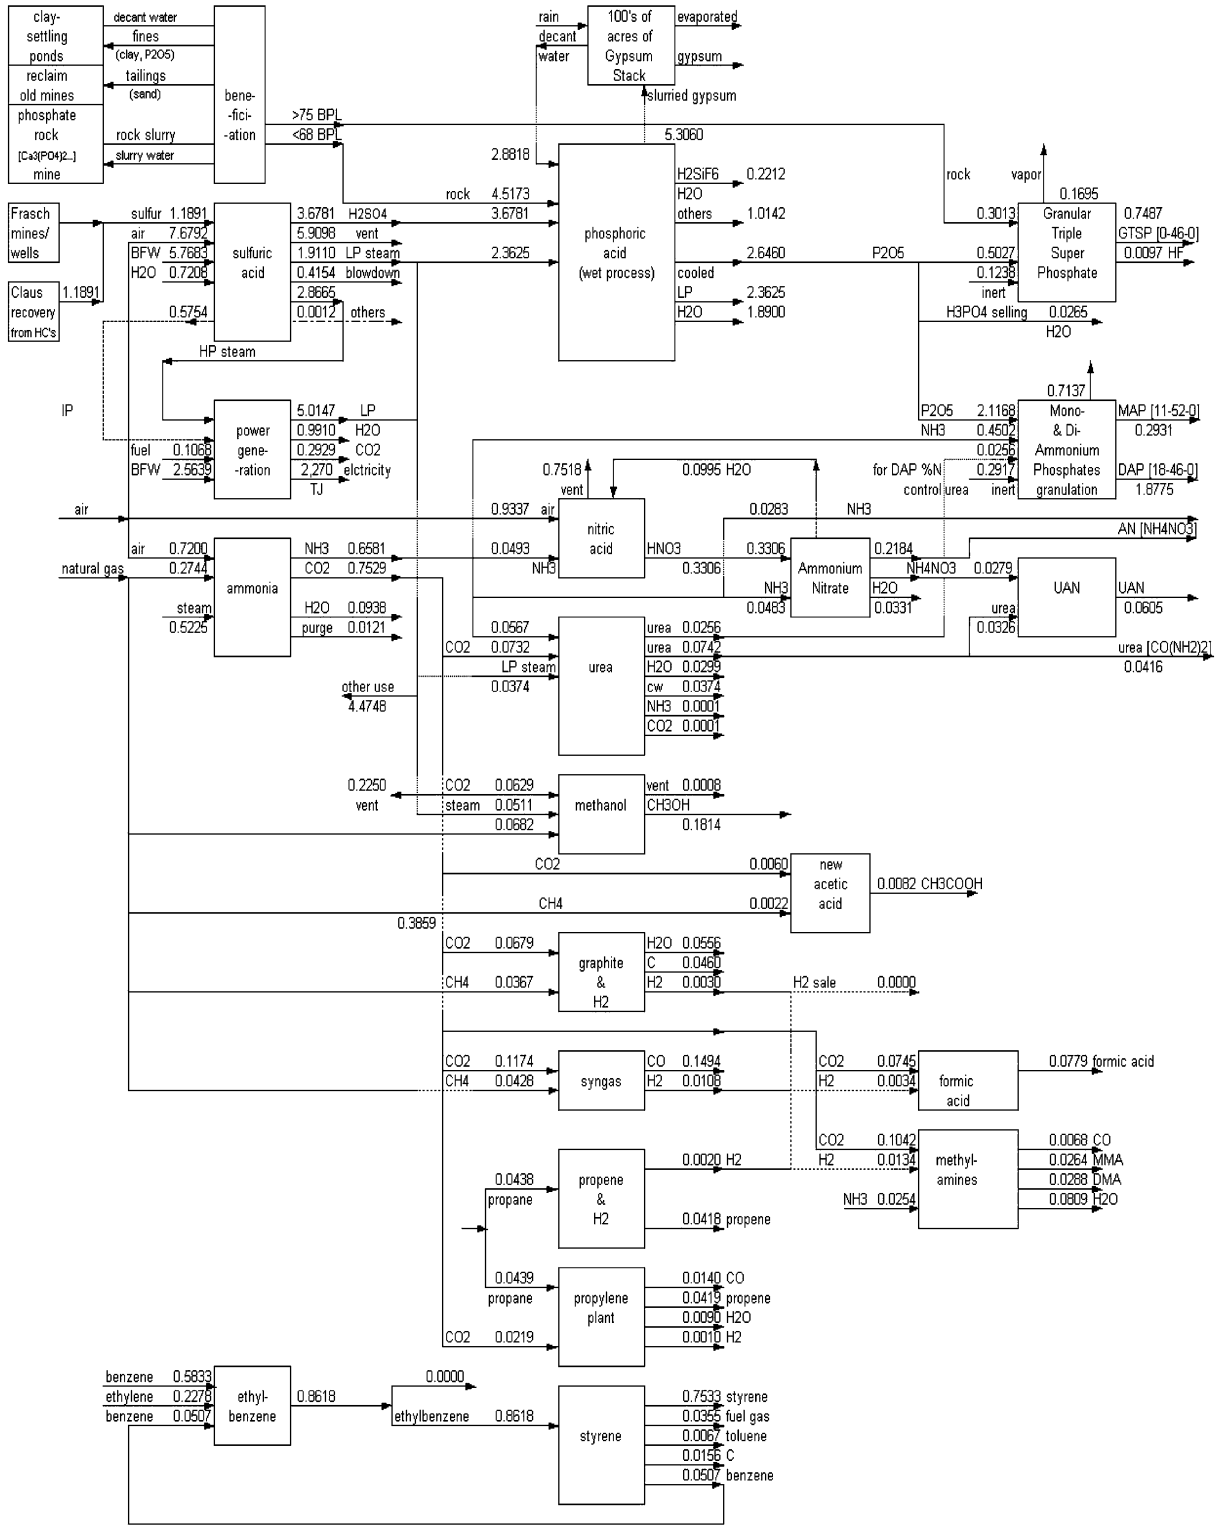 clay-
settling
ponds
reclaim
old mines
phosphate
rock
[Ca3(PO4)2...]
mine
decant water
fines
(clay, P2O5)
tailings
(sand)
rock slurry
slurry water
bene-
-fici-
-ation
>75 BPL
<68 BPL
rain
decant
water
100's of
acres of
Gypsum
Stack
evaporated
gypsum
slurried gypsum
5.3060
2.8818
rock 4.5173
3.6781
2.3625
phosphoric
acid
(wet process)
H2SiF6 0.2212
H2O
others 1.0142
2.6460 P2O5
cooled
LP 2.3625
H2O 1.8900
rock
vapor
0.1695
0.3013
0.5027
0.1238
inert
Granular
Triple
Super
Phosphate
0.7487
GTSP [0-46-0]
0.0097 HF
H3PO4 selling 0.0265
H2O
Frasch
mines/
wells
Claus
recovery
from HC's
1.1891
sulfur 1.1891
air 7.6792
BFW 5.7683
H2O 0.7208
0.5754
sulfuric
acid
3.6781 H2SO4
5.9098 vent
1.9110 LP steam
0.4154 blowdown
2.8665
0.0012 others
HP steam
IP
fuel 0.1068
BFW 2.5639
power
gene-
-ration
5.0147 LP
0.9910 H2O
0.2929 CO2
2,270 elctricity
TJ
0.7137
P2O5 2.1168
NH3 0.4502
0.0256
for DAP %N 0.2917
control urea inert
Mono-
& Di-
Ammonium
Phosphates
granulation
MAP [11-52-0]
0.2931
DAP [18-46-0]
1.8775
air
0.9337 air
0.7518
vent
0.0995 H2O
nitric
acid
0.0493
NH3
HNO3 0.3306
0.3306
0.0283 NH3
AN [NH4NO3]
NH3
0.0483
Ammonium
Nitrate
0.2184
NH4NO3 0.0279
H2O
0.0331
UAN
UAN
0.0605
urea
0.0326
air 0.7200
natural gas 0.2744
steam
0.5225
ammonia
NH3 0.6581
CO2 0.7529
H2O 0.0938
purge 0.0121
0.0567
CO2 0.0732
LP steam
0.0374
urea
urea 0.0256
urea 0.0742
H2O 0.0299
cw 0.0374
NH3 0.0001
CO2 0.0001
urea [CO(NH2)2]
0.0416
other use
4.4748
0.2250
vent
CO2 0.0629
steam 0.0511
0.0682
methanol
vent 0.0008
CH3OH
0.1814
CO2 0.0060
CH4 0.0022
new
acetic
acid
0.0082 CH3COOH
0.3859
CO2 0.0679
CH4 0.0367
graphite
&
H2
H2O 0.0556
C 0.0460
H2 0.0030
H2 sale 0.0000
CO2 0.1174
CH4 0.0428
syngas
CO 0.1494
H2 0.0108
CO2 0.0745
H2 0.0034
formic
acid
0.0779 formic acid
CO2 0.1042
H2 0.0134
NH3 0.0254
methyl-
amines
0.0068 CO
0.0264 MMA
0.0288 DMA
0.0809 H2O
0.0438
propane
propene
&
H2
0.0020 H2
0.0418 propene
0.0439
propane
CO2 0.0219
propylene
plant
0.0140 CO
0.0419 propene
0.0090 H2O
0.0010 H2
benzene 0.5833
ethylene 0.2278
benzene 0.0507
ethyl-
benzene
0.8618
0.0000
ethylbenzene 0.8618
styrene
0.7533 styrene
0.0355 fuel gas
0.0067 toluene
0.0156 C
0.0507 benzene